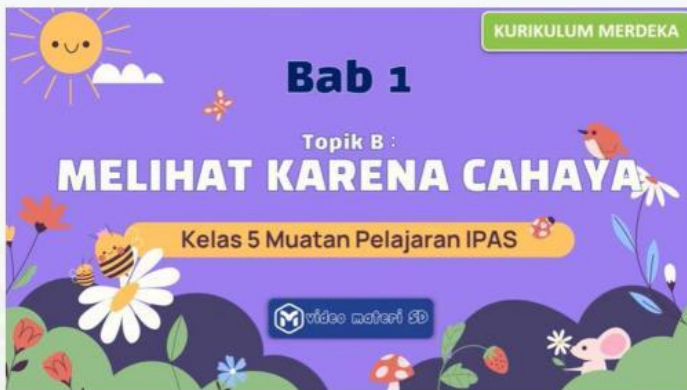 KURIKULUM MERDEKA
Bab 1
Topik B :
MELIHAT KARENA CAHAYA
Kelas 5 Muatan Pelajaran IPAS
video materi SD